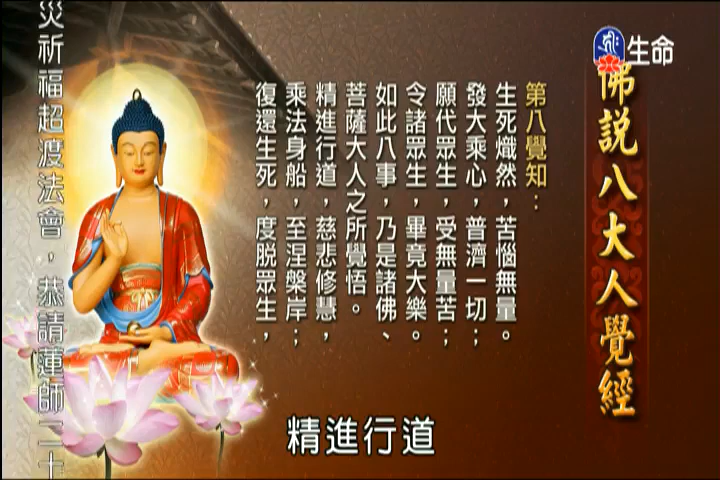 生命
佛說八大人覺經
第八覺知：
生死熾然，苦惱無量。
發大乘心，普濟一切；
願代眾生，受無量苦；
令諸眾生，畢竟大樂。
如此八事，乃是諸佛、
菩薩大人之所覺悟。
精進行道，慈悲修慧，
乘法身船，至涅槃岸；
復還生死，度脫眾生，
災祈福超渡法會，恭請蓮師二十
精進行道